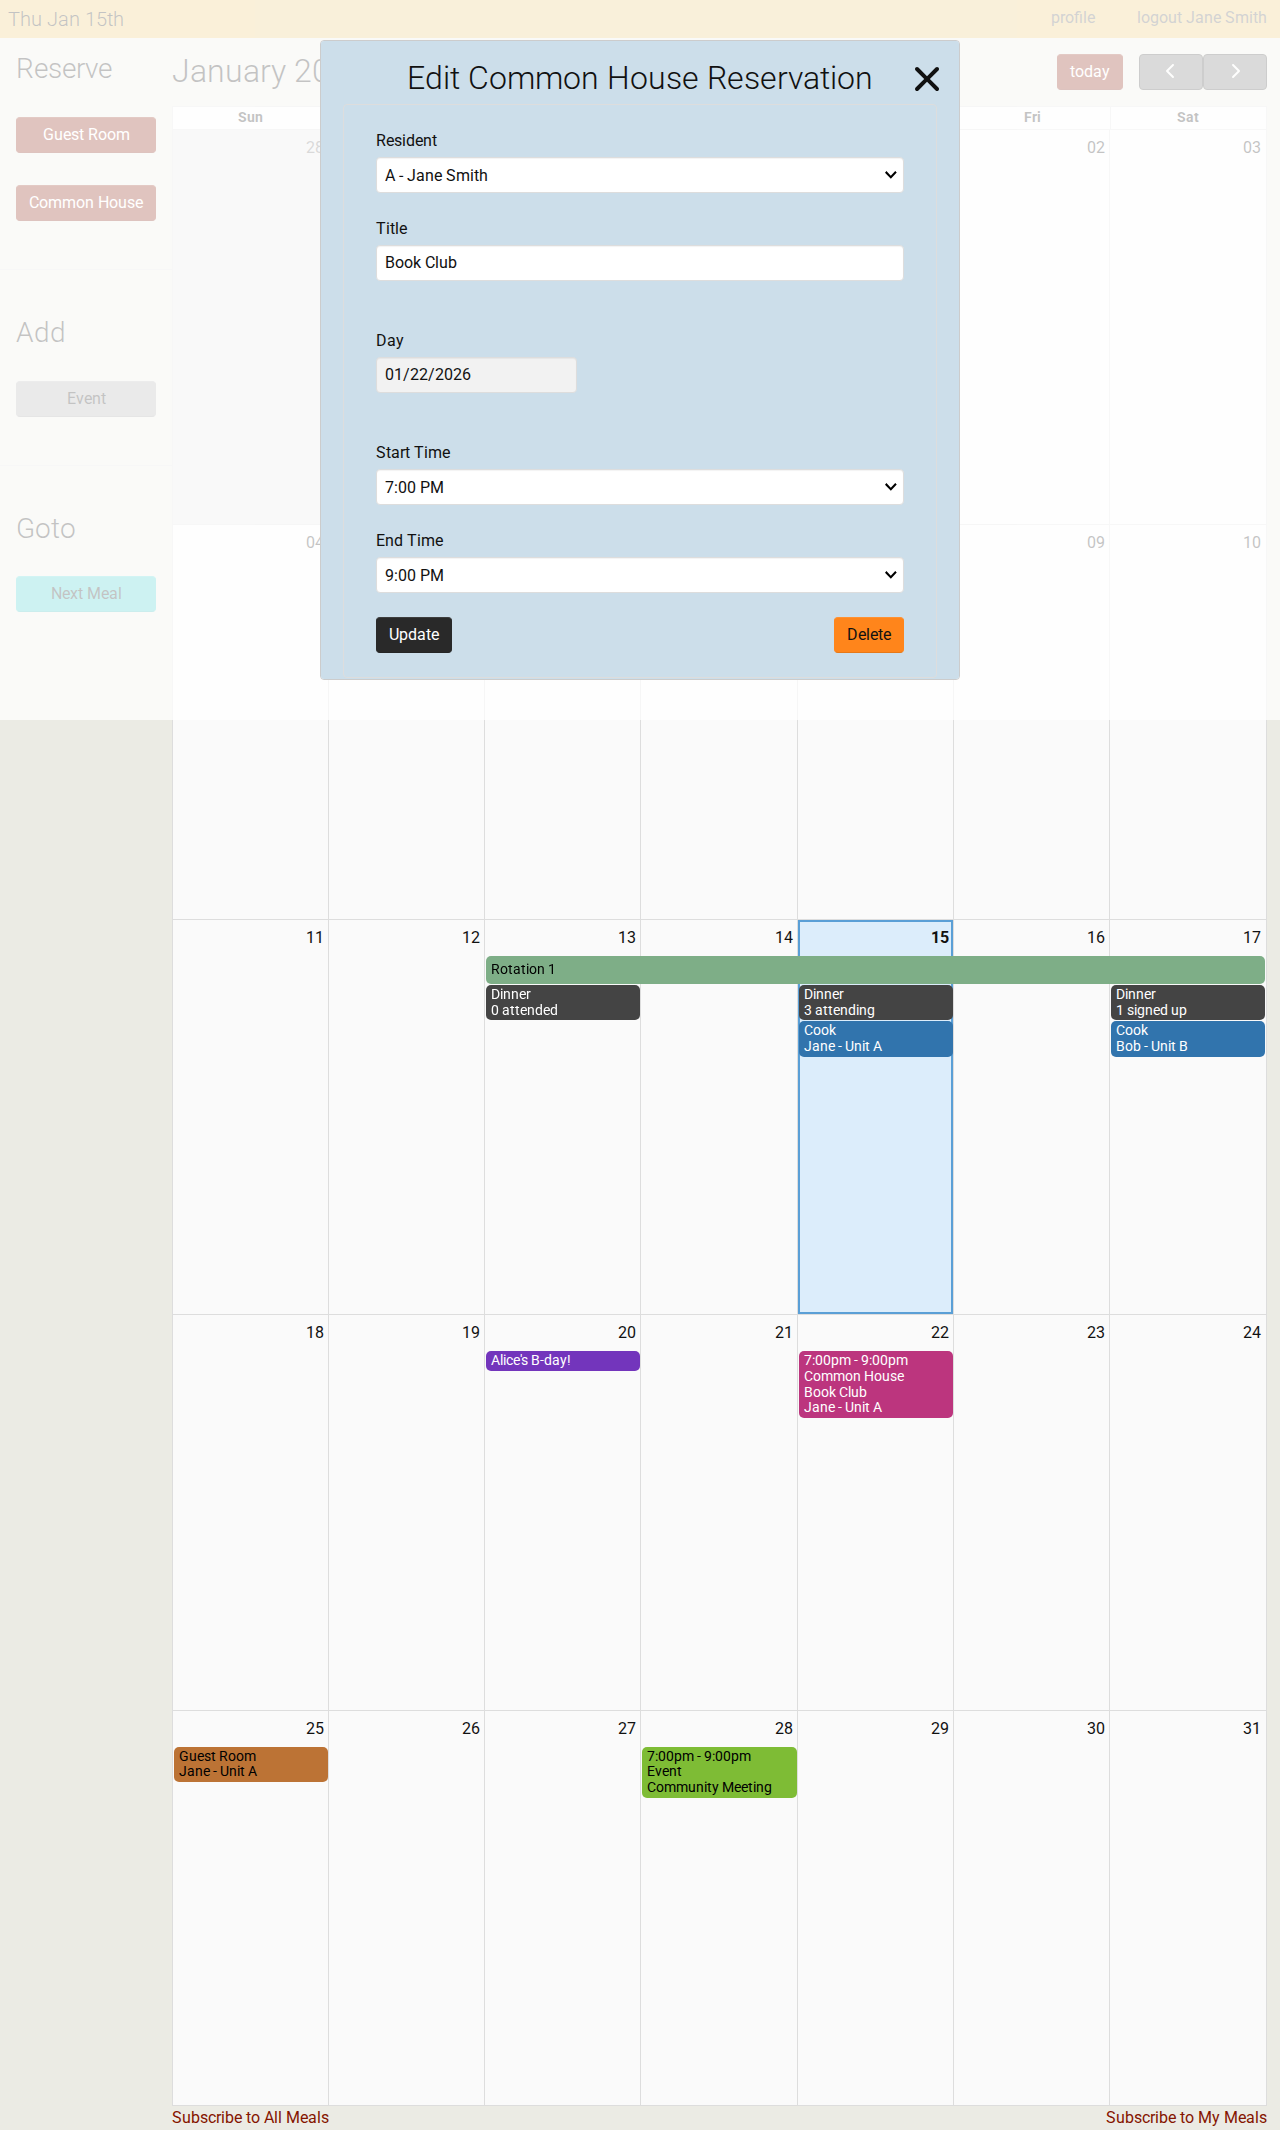 Thu Jan 15th
profile
logout Jane Smith
Reserve
Guest Room
Common House
Add
Event
Goto
Next Meal
January 20
today
Edit Common House Reservation
Resident
A - Jane Smith
Title
Book Club
Day
01/22/2026
Start Time
7:00 PM
End Time
9:00 PM
Update
Delete
Sun
Fri
Sat
28
02
03
04
09
10
11
12
13
14
15
16
17
Rotation 1
Dinner
0 attended
Dinner
3 attending
Cook
Jane - Unit A
Dinner
1 signed up
Cook
Bob - Unit B
18
19
20
21
22
23
24
Alice's B-day!
7:00pm - 9:00pm
Common House
Book Club
Jane - Unit A
25
26
27
28
29
30
31
Guest Room
Jane - Unit A
7:00pm - 9:00pm
Event
Community Meeting
Subscribe to All Meals
Subscribe to My Meals